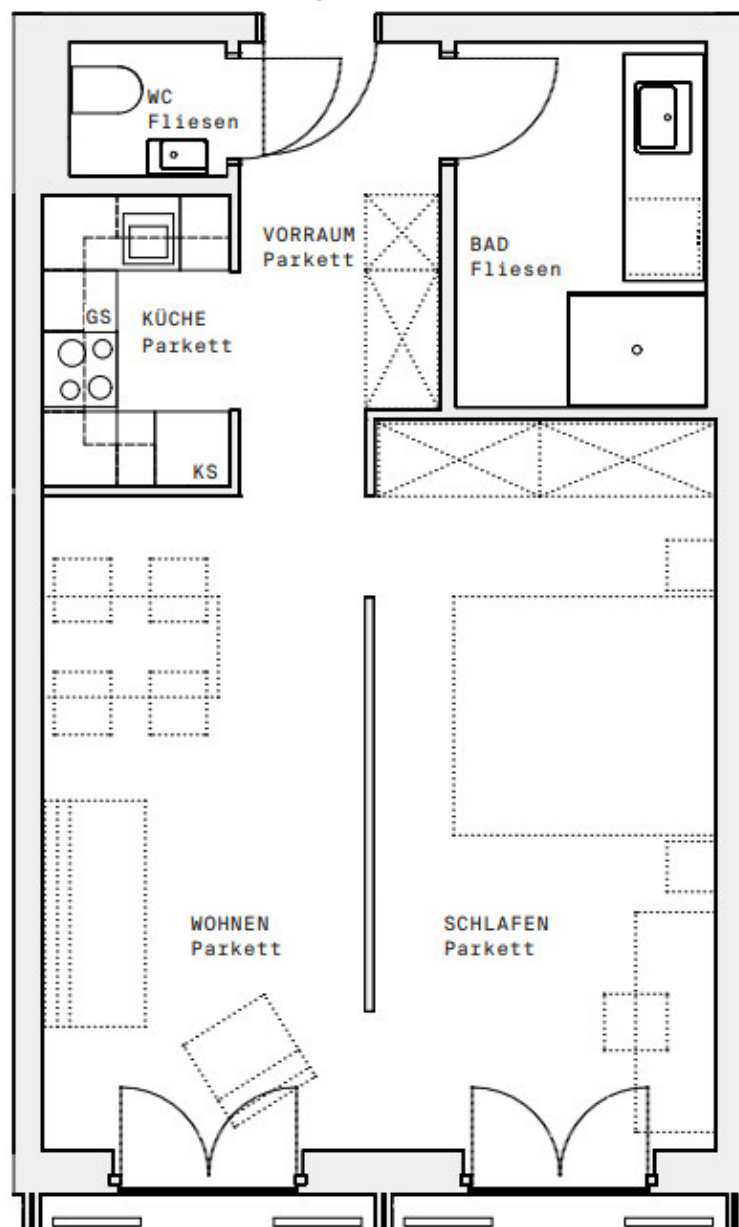 WC
Fliesen
VORRAUM
Parkett
BAD
Fliesen
GS
KÜCHE
Parkett
KS
WOHNEN
Parkett
SCHLAFEN
Parkett